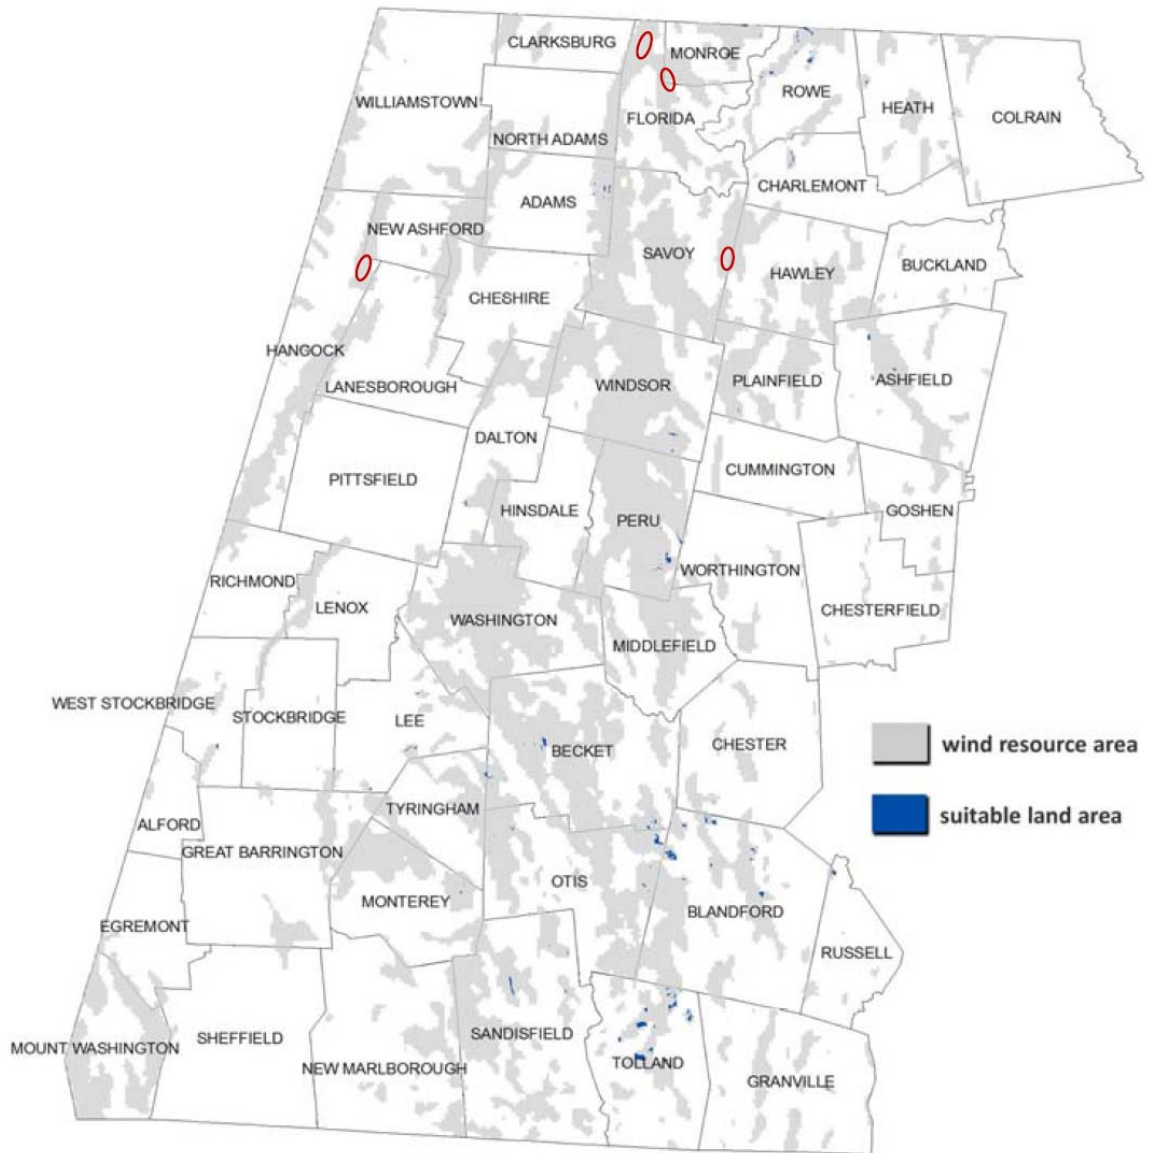 CLARKSBURG
MONROE
WILLIAMSTOWN
ROWE
HEATH
COLRAIN
FLORIDA
NORTH ADAMS
CHARLEMONT
ADAMS
NEW ASHFORD
SAVOY
HAWLEY
BUCKLAND
CHESHIRE
HANCOCK
LANESBOROUGH
WINDSOR
PLAINFIELD
ASHFIELD
DALTON
CUMMINGTON
PITTSFIELD
HINSDALE
PERU
GOSHEN
RICHMOND
LENOX
WASHINGTON
WORTHINGTON
CHESTERFIELD
MIDDLEFIELD
WEST STOCKBRIDGE
STOCKBRIDGE
LEE
BECKET
CHESTER
wind resource area
suitable land area
TYRINGHAM
ALFORD
GREAT BARRINGTON
OTIS
MONTEREY
BLANDFORD
EGREMONT
RUSSELL
SHEFFIELD
SANDISFIELD
MOUNT WASHINGTON
NEW MARLBOROUGH
TOLLAND
GRANVILLE